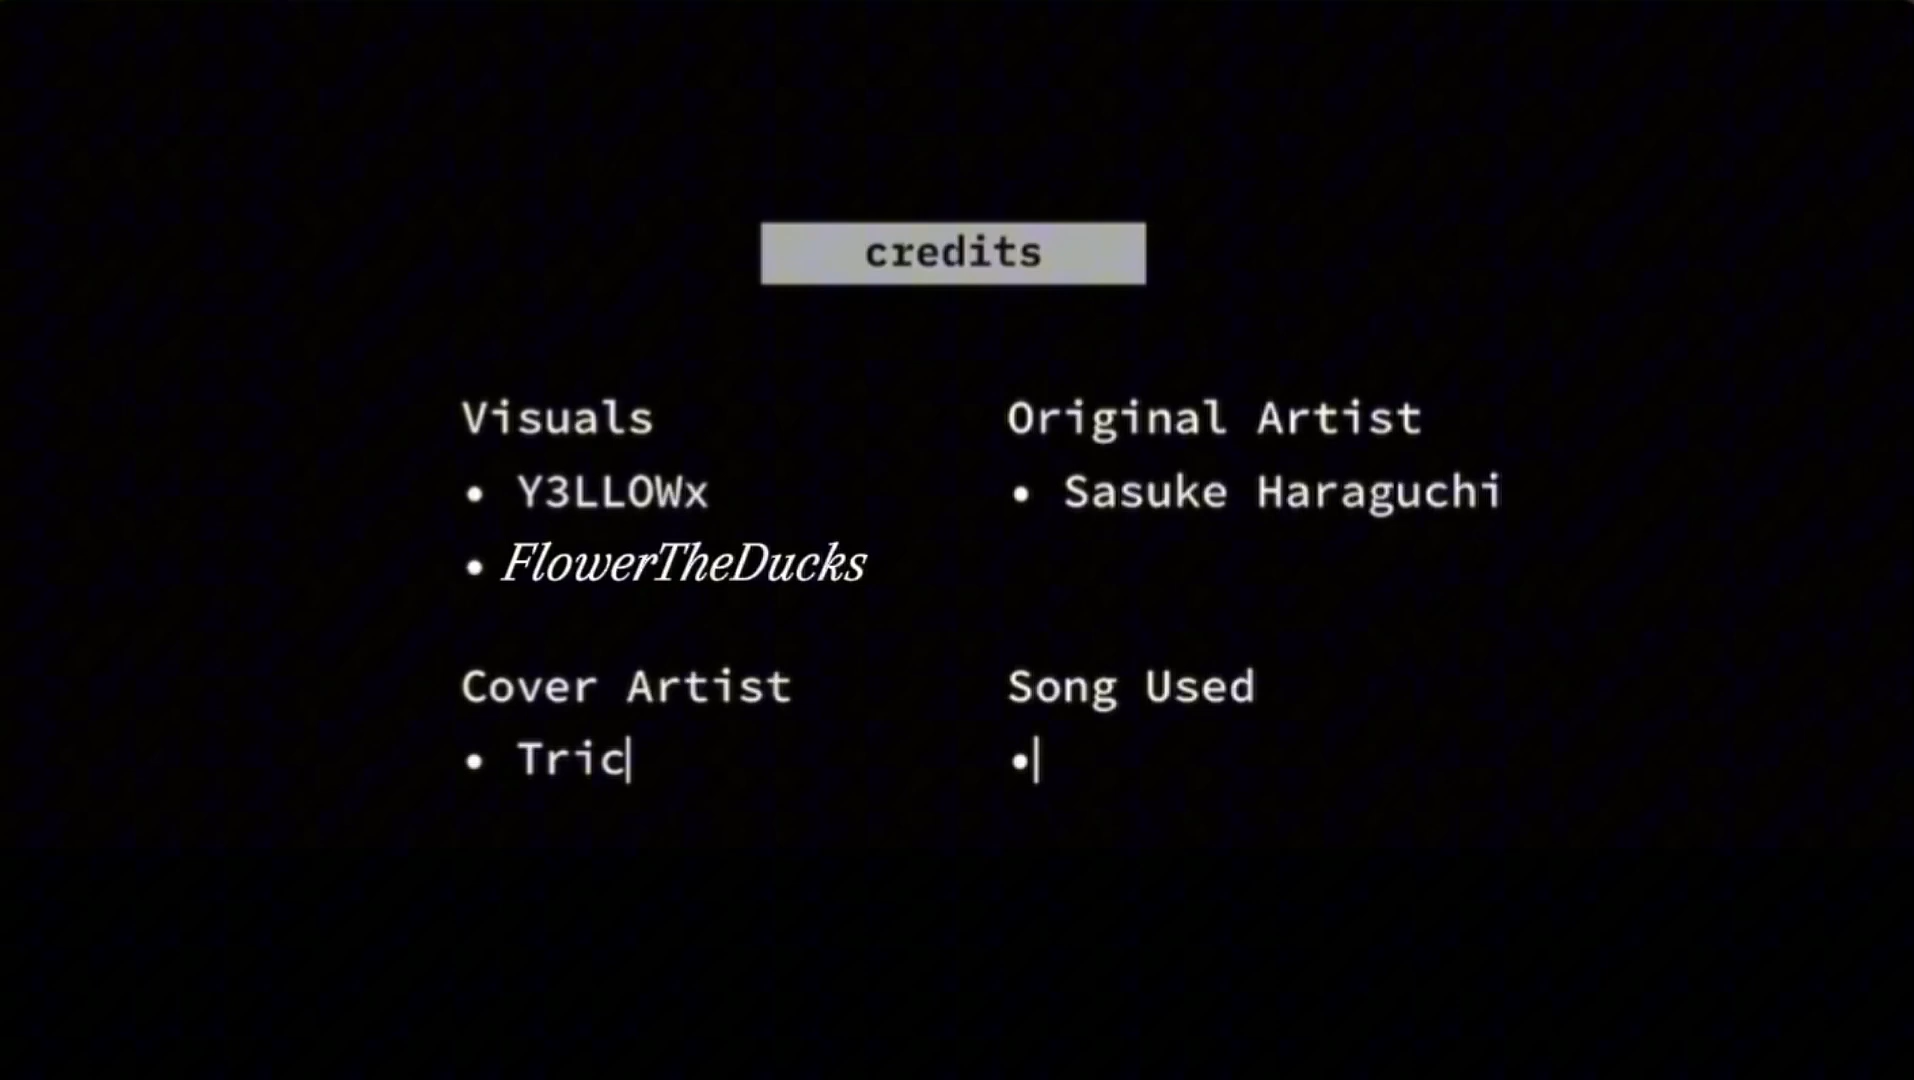 credits
Visuals
• Y3LLOWx
• FlowerTheDucks
Original Artist
• Sasuke Haraguchi
Cover Artist
• Tric|
Song Used
•|